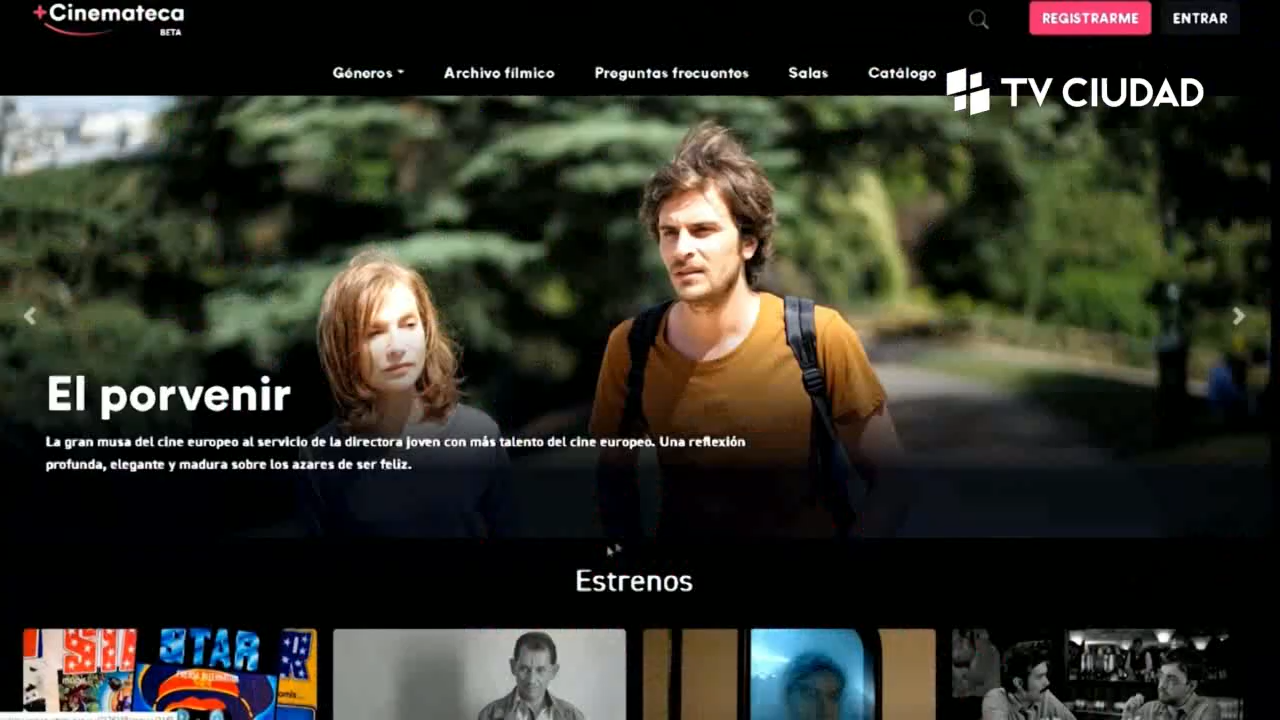 +Cinemateca
BETA
REGISTRARME
ENTRAR
Géneros
Archivo fílmico
Preguntas frecuentes
Salas
Catálogo
TV CIUDAD
El porvenir
La gran musa del cine europeo al servicio de la directora joven con más talento del cine europeo. Una reflexión
profunda, elegante y madura sobre los azares de ser feliz.
Estrenos
STAR